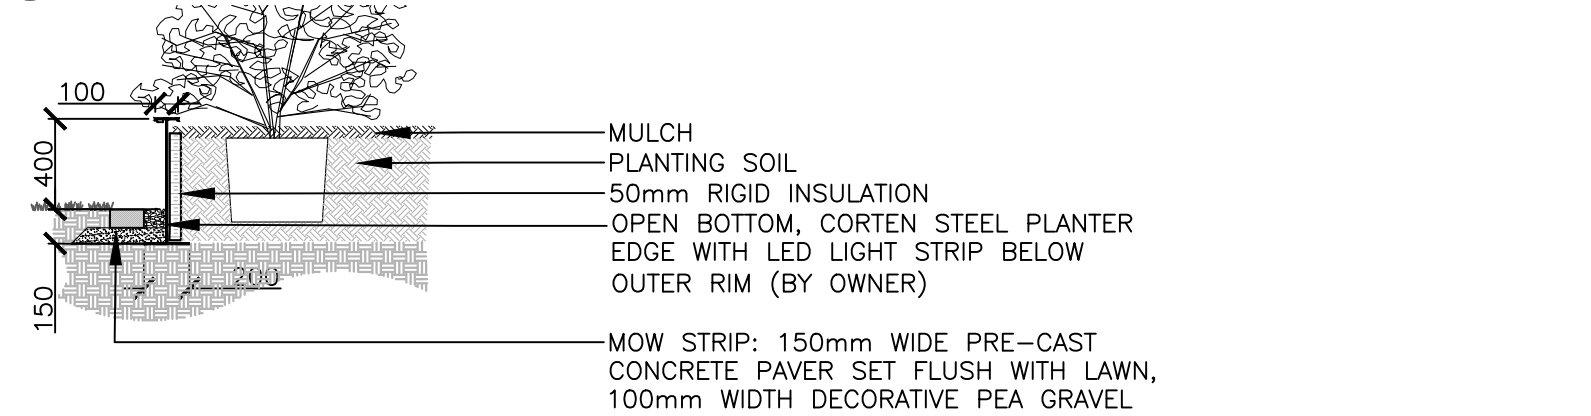 100
400
150
200
MULCH
PLANTING SOIL
50mm RIGID INSULATION
OPEN BOTTOM, CORTEN STEEL PLANTER
EDGE WITH LED LIGHT STRIP BELOW
OUTER RIM (BY OWNER)
MOW STRIP: 150mm WIDE PRE-CAST
CONCRETE PAVER SET FLUSH WITH LAWN,
100mm WIDTH DECORATIVE PEA GRAVEL